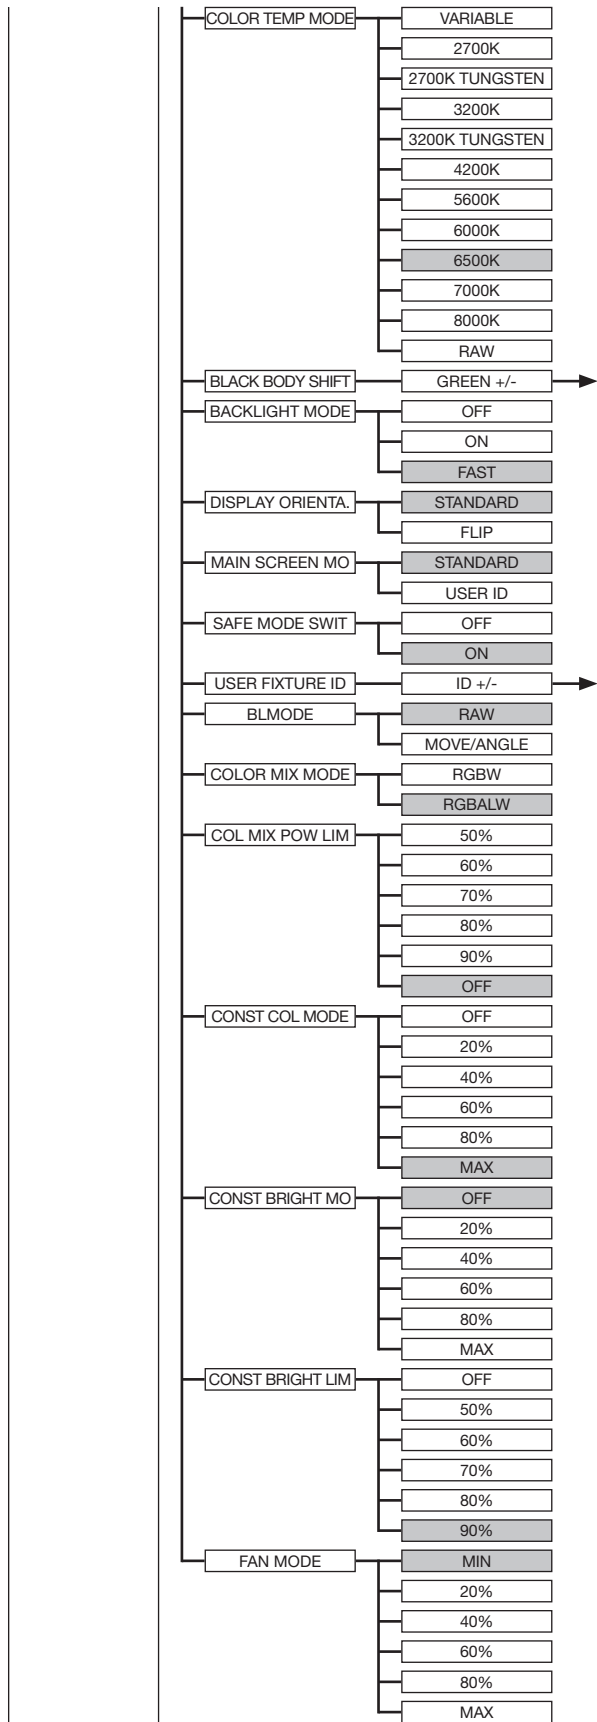 COLOR TEMP MODE VARIABLE
2700K
2700K TUNGSTEN
3200K
3200K TUNGSTEN
4200K
5600K
6000K
6500K
7000K
8000K
RAW
BLACK BODY SHIFT GREEN +/-
BACKLIGHT MODE OFF
ON
FAST
DISPLAY ORIENTA. STANDARD
FLIP
MAIN SCREEN MO STANDARD
USER ID
SAFE MODE SWIT OFF
ON
USER FIXTURE ID ID +/-
BLMODE RAW
MOVE/ANGLE
COLOR MIX MODE RGBW
RGBALW
COL MIX POW LIM 50%
60%
70%
80%
90%
OFF
CONST COL MODE OFF
20%
40%
60%
80%
MAX
CONST BRIGHT MO OFF
20%
40%
60%
80%
MAX
CONST BRIGHT LIM OFF
50%
60%
70%
80%
90%
FAN MODE MIN
20%
40%
60%
80%
MAX